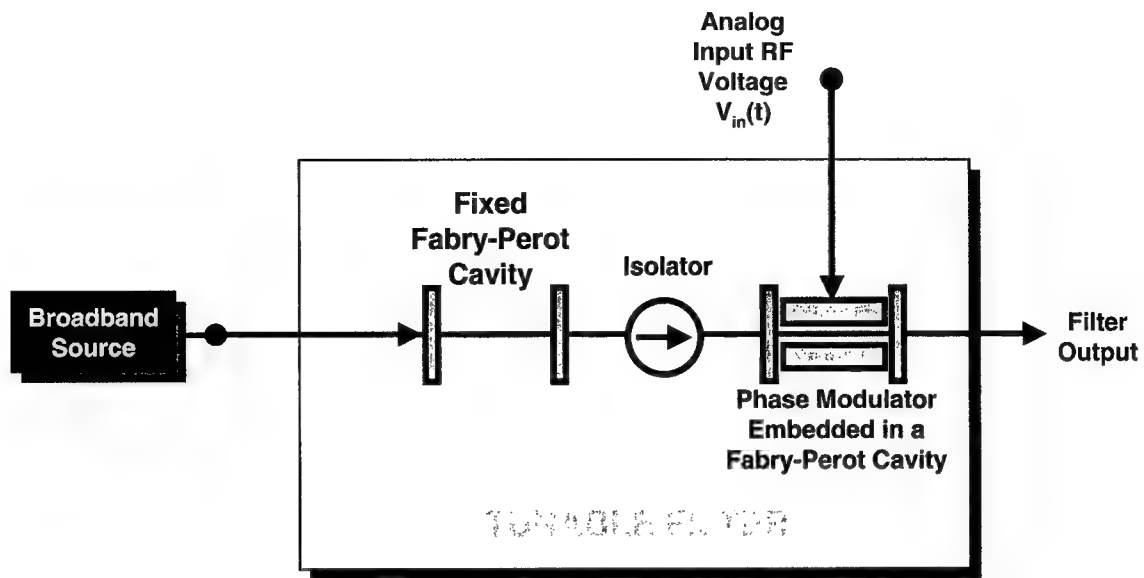 Analog
Input RF
Voltage
V_in(t)
Fixed
Fabry-Perot
Cavity
Isolator
Broadband
Source
Filter
Output
Phase Modulator
Embedded in a
Fabry-Perot Cavity